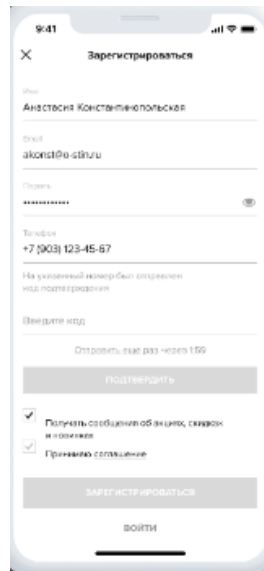 9:41
Зарегистрироваться
Имя
Анастасия Константинопольская
Email
akonst@o-stin.ru
Пароль
Телефон
+7 (903) 123-45-67
На указанный номер был отправлен
код подтверждения
Введите код
Отправить еще раз через 1:59
ПОДТВЕРДИТЬ
Получать сообщения об акциях, скидках
и новинках
Принимаю соглашение
ЗАРЕГИСТРИРОВАТЬСЯ
ВОЙТИ